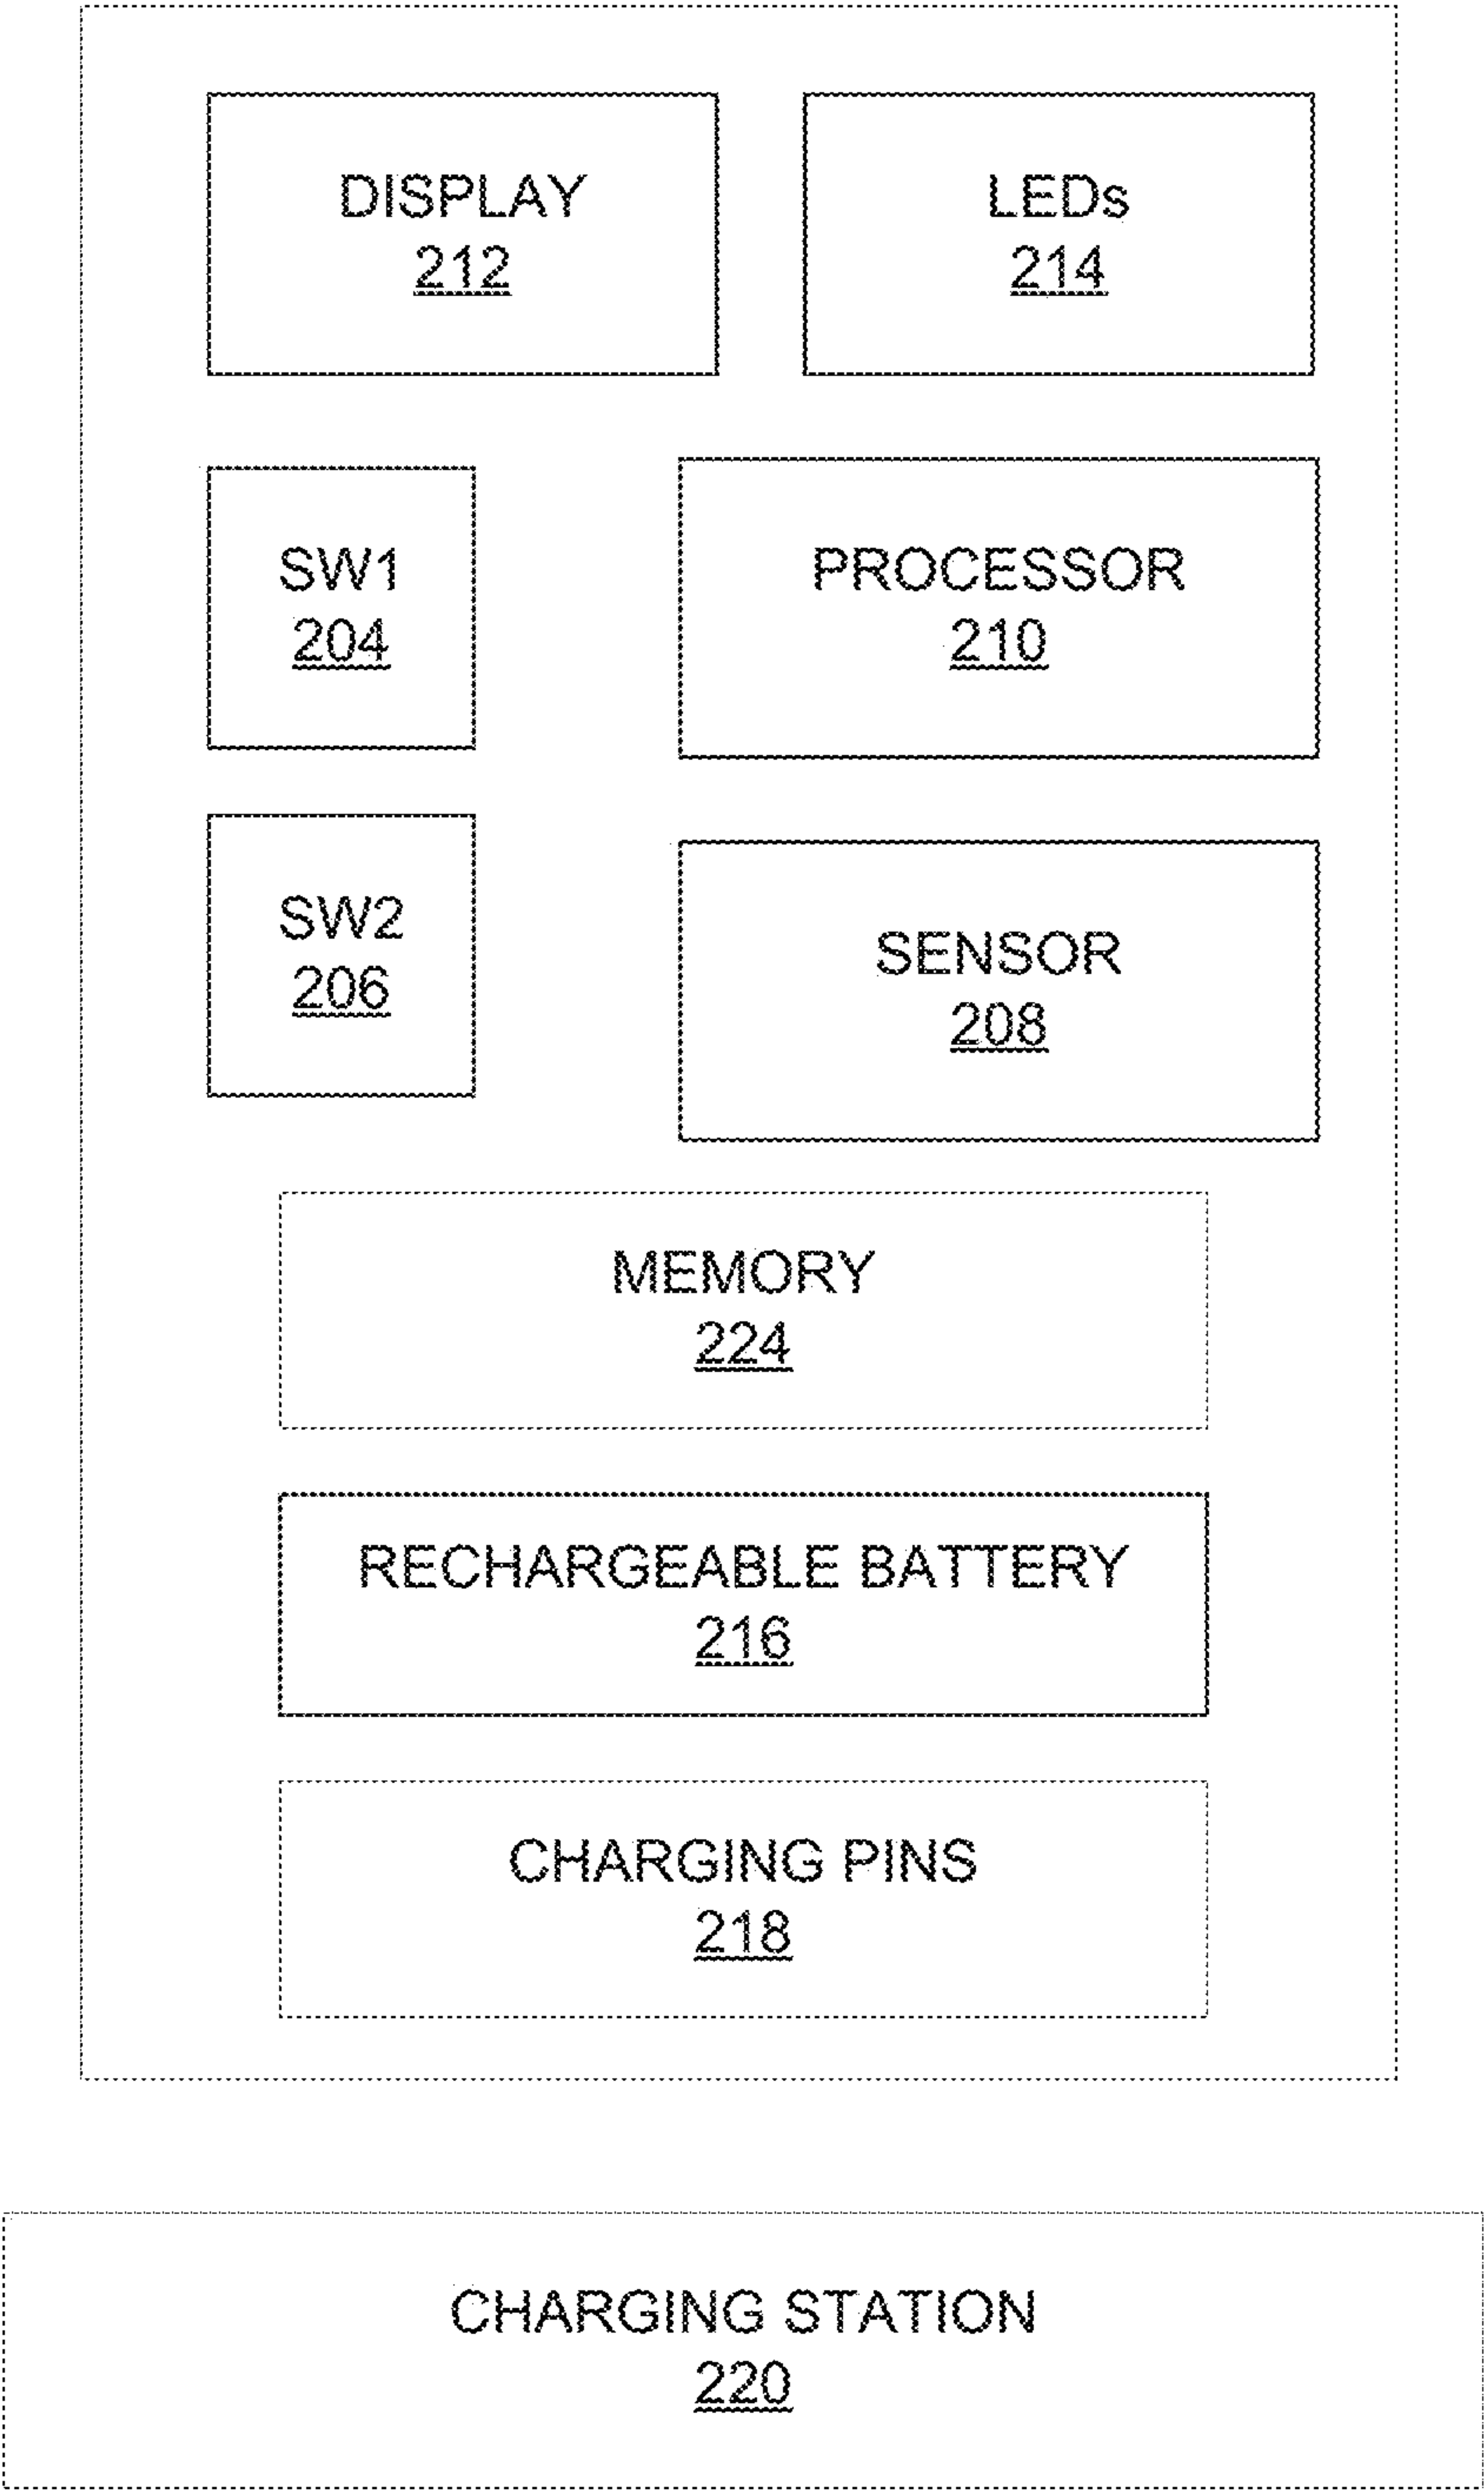 DISPLAY
212
LEDs
214
SW1
204
PROCESSOR
210
SW2
206
SENSOR
208
MEMORY
224
RECHARGEABLE BATTERY
216
CHARGING PINS
218
CHARGING STATION
220